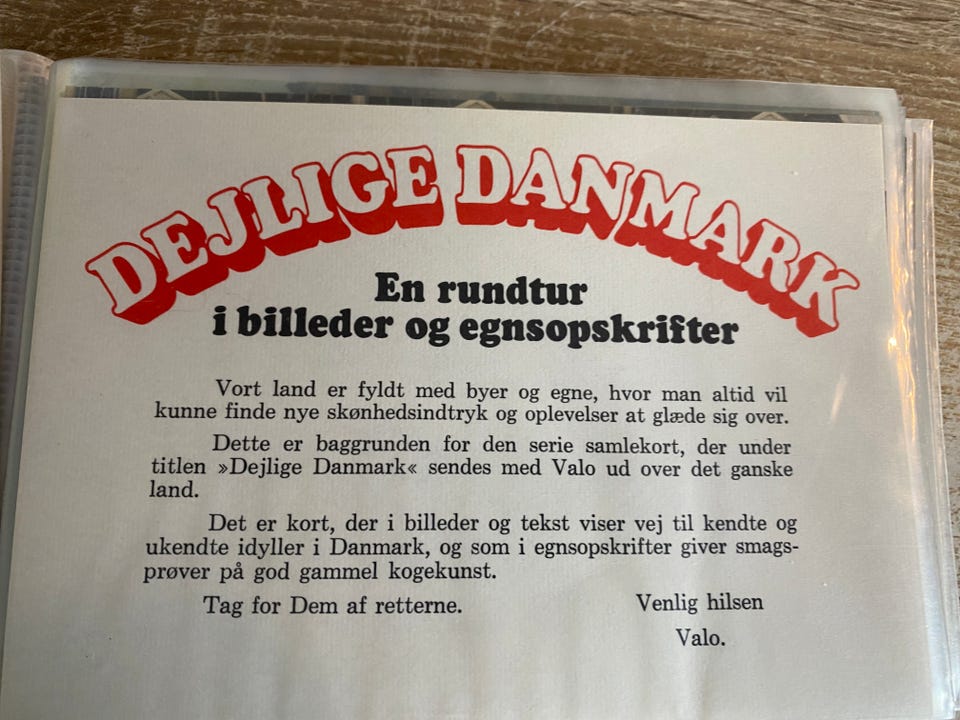 DEJLIGE DANMARK
En rundtur
i billeder og egnsopskrifter
Vort land er fyldt med byer og egne, hvor man altid vil
kunne finde nye skønhedsindtryk og oplevelser at glæde sig over.
Dette er baggrunden for den serie samlekort, der under
titlen »Dejlige Danmark« sendes med Valo ud over det ganske
land.
Det er kort, der i billeder og tekst viser vej til kendte og
ukendte idyller i Danmark, og som i egnsopskrifter giver smags-
prøver på god gammel kogekunst.
Tag for Dem af retterne.
Venlig hilsen
Valo.